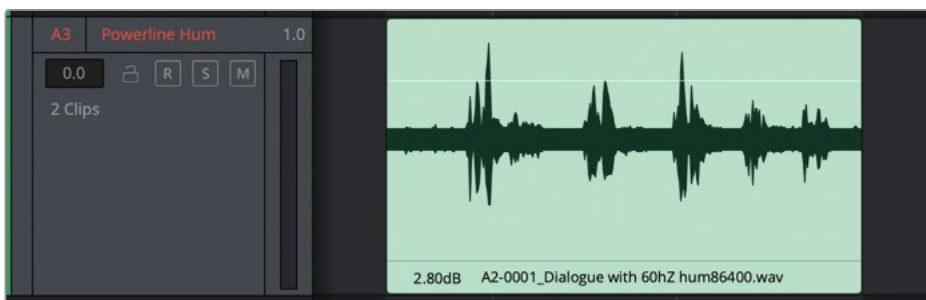 A3 Powerline Hum 1.0
0.0 R S M
2 Clips
2.80dB A2-0001_Dialogue with 60hZ hum86400.wav